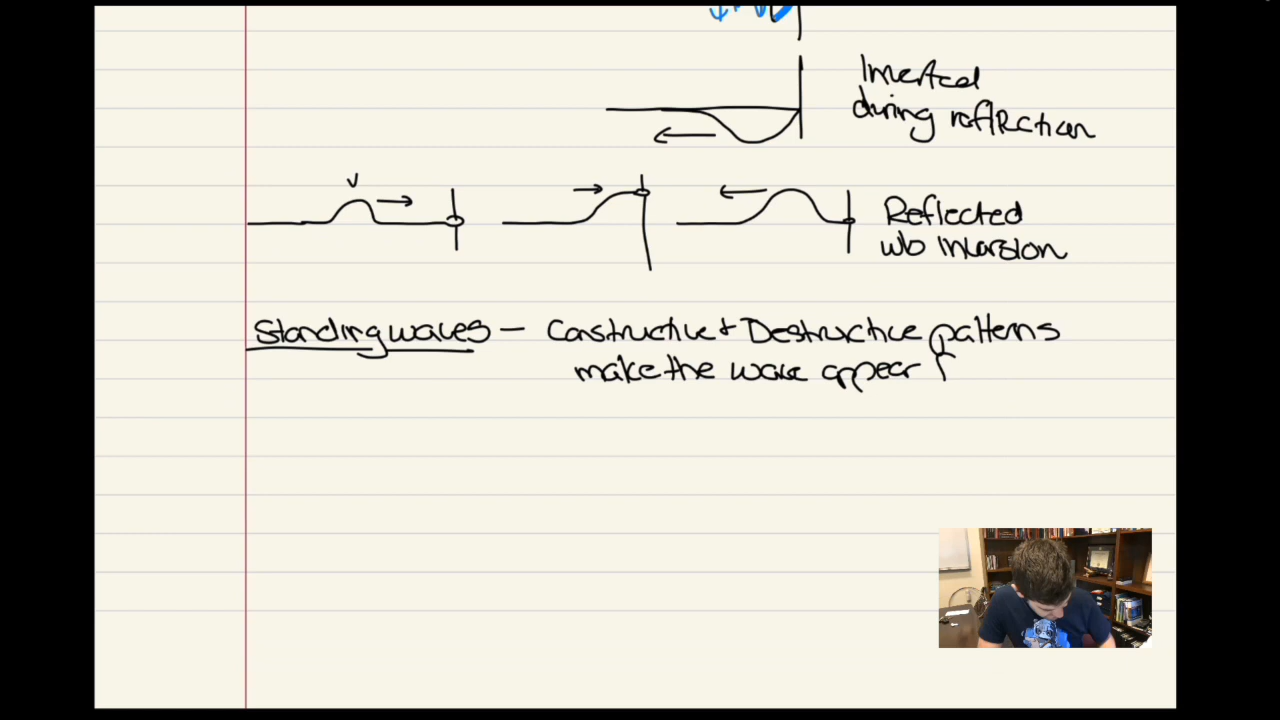 Inverted
during reflection
V
Reflected
w/o Inversion
Standing waves - Constructive + Destructive patterns
make the wave appear